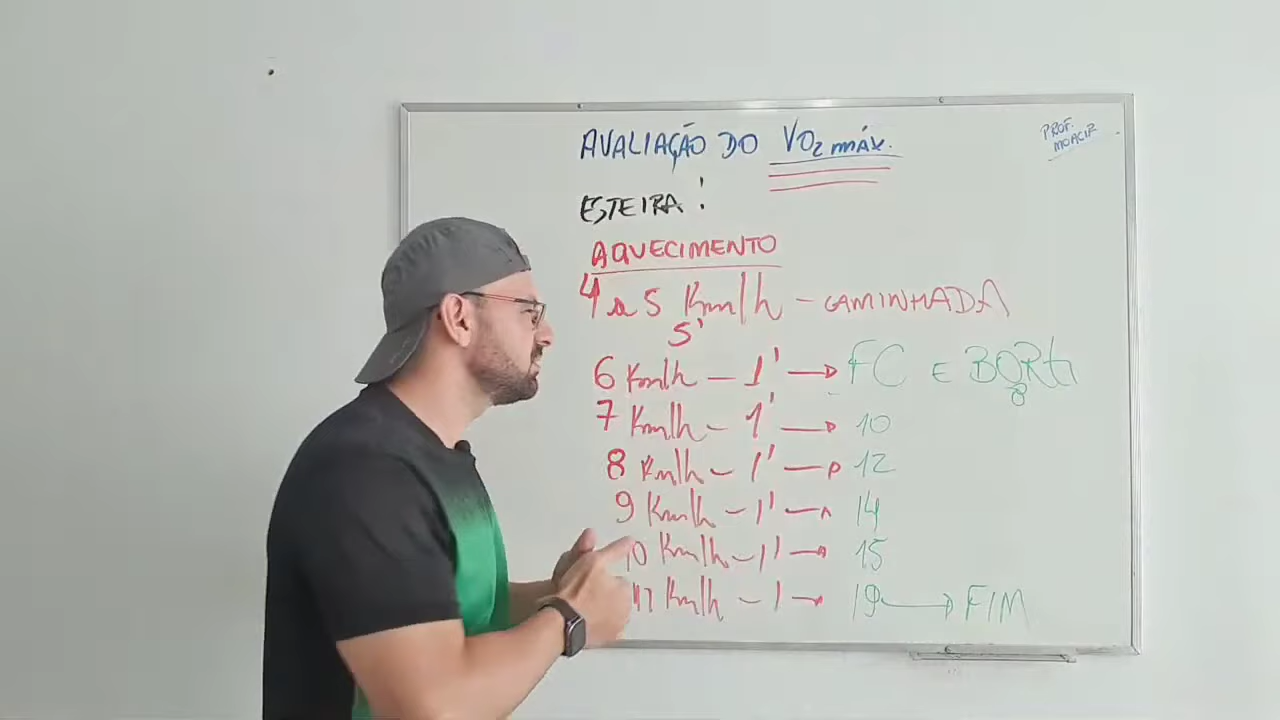 AVALIAÇÃO DO VO2 MÁX.
PROF. MOACIR
ESTEIRA!
AQUECIMENTO
4 a 5 Km/h - CAMINHADA
5'
6 Km/h - 1' → FC E BORG
8
7 Km/h - 1' → 10
8 Km/h - 1' → 12
9 Km/h - 1' → 14
10 Km/h - 1' → 15
11 Km/h - 1 → 19 → FIM